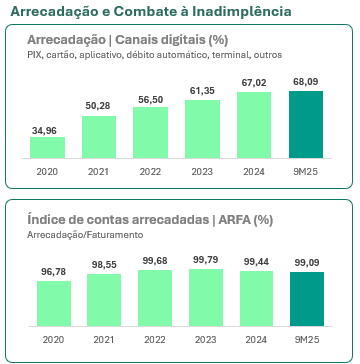 Arrecadação e Combate à Inadimplência
Arrecadação | Canais digitais (%)
PIX, cartão, aplicativo, débito automático, terminal, outros
34,96 50,28 56,50 61,35 67,02 68,09
2020 2021 2022 2023 2024 9M25
Índice de contas arrecadadas | ARFA (%)
Arrecadação/Faturamento
96,78 98,55 99,68 99,79 99,44 99,09
2020 2021 2022 2023 2024 9M25